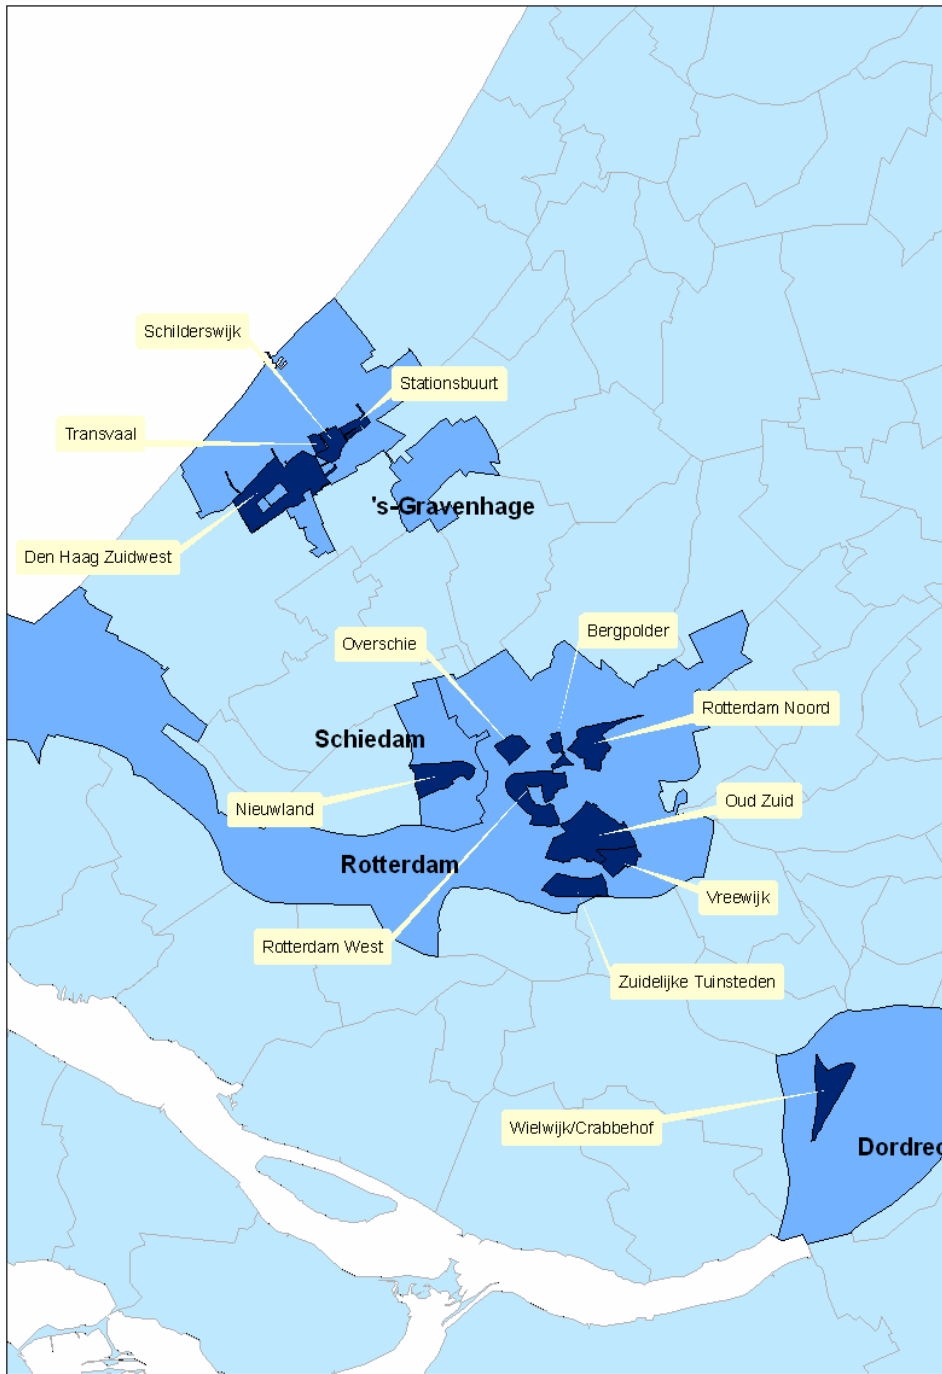 Schilderswijk
Stationsbuurt
Transvaal
's-Gravenhage
Den Haag Zuidwest
Bergpolder
Overschie
Rotterdam Noord
Schiedam
Oud Zuid
Nieuwland
Rotterdam
Vreewijk
Rotterdam West
Zuidelijke Tuinsteden
Wielwijk/Crabbehof
Dordrec